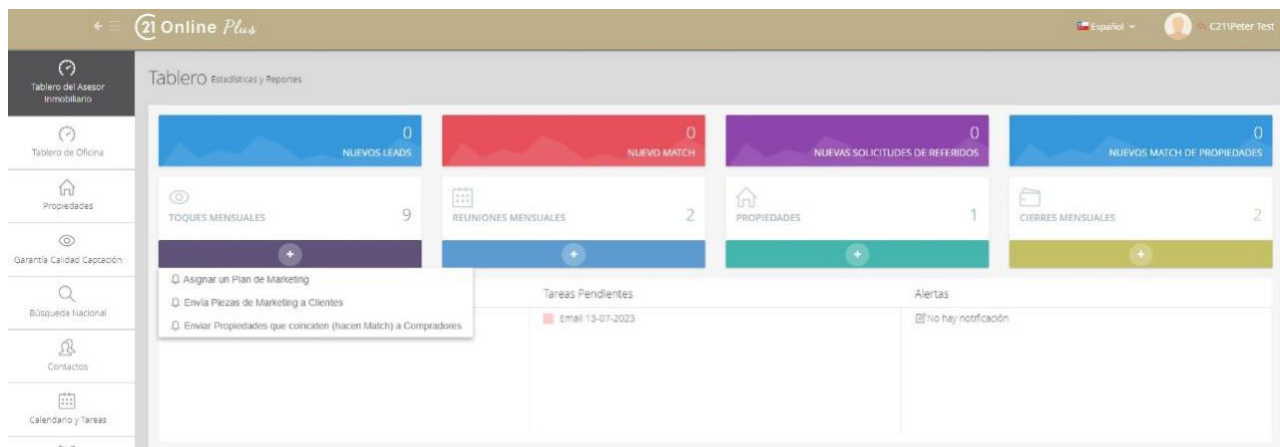 21 Online Plus
Español
C21\Peter Test
Tablero del Asesor
Inmobiliario
Tablero de Oficina
Propiedades
Garantía Calidad Captación
Búsqueda Nacional
Contactos
Calendario y Tareas
Tablero Estadísticas y Reportes
0
NUEVOS LEADS
0
NUEVO MATCH
0
NUEVAS SOLICITUDES DE REFERIDOS
0
NUEVOS MATCH DE PROPIEDADES
TOQUES MENSUALES 9
REUNIONES MENSUALES 2
PROPIEDADES 1
CIERRES MENSUALES 2
Asignar un Plan de Marketing
Envía Piezas de Marketing a Clientes
Enviar Propiedades que coinciden (hacen Match) a Compradores
Tareas Pendientes
Email 13-07-2023
Alertas
No hay notificación